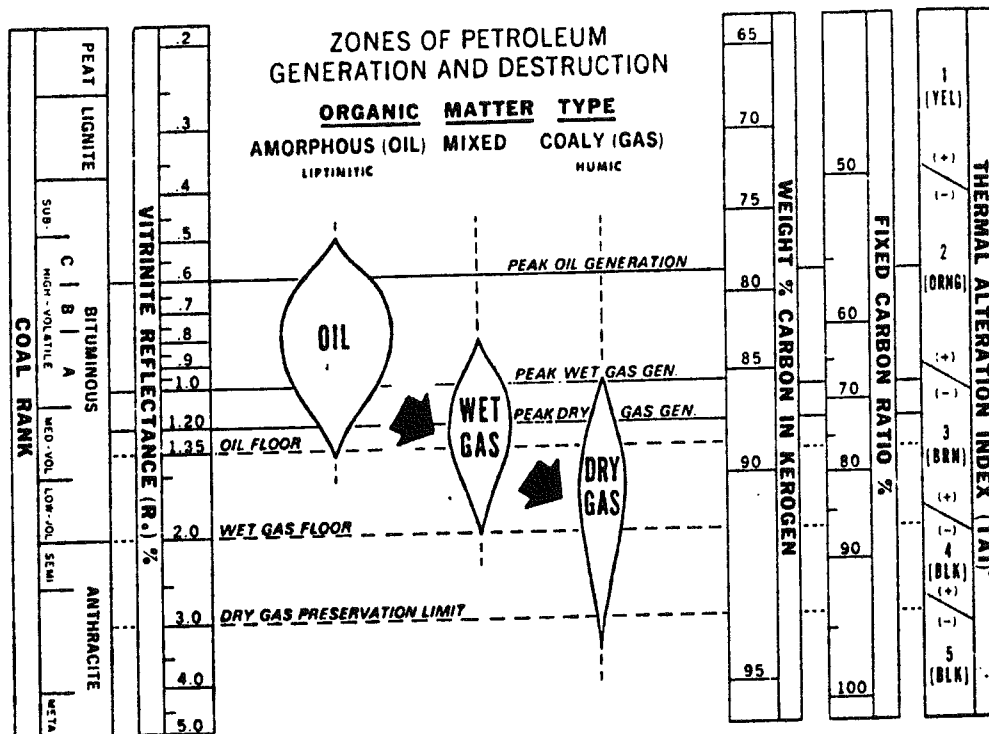 ZONES OF PETROLEUM
GENERATION AND DESTRUCTION
ORGANIC MATTER TYPE
AMORPHOUS (OIL) MIXED COALY (GAS)
LIPTINITIC HUMIC
COAL RANK
PEAT
LIGNITE
SUB-
C
B
A
HIGH-VOLATILE
MED-VOL
LOW-VOL
BITUMINOUS
SEMI
ANTHRACITE
META
VITRINITE REFLECTANCE (R.) %
.2
.3
.4
.5
.6
.7
.8
.9
1.0
1.20
1.35
2.0
3.0
4.0
5.0
PEAK OIL GENERATION
OIL
PEAK WET GAS GEN.
WET
GAS
PEAK DRY GAS GEN.
OIL FLOOR
DRY
GAS
WET GAS FLOOR
DRY GAS PRESERVATION LIMIT
65
70
75
80
85
90
95
WEIGHT % CARBON IN KEROGEN
50
60
70
80
90
100
FIXED CARBON RATIO %
1
(YEL)
(+)
(-)
2
(ORNG)
(+)
(-)
3
(BRN)
(+)
(-)
4
(BLK)
(+)
(-)
5
(BLK)
THERMAL ALTERATION INDEX (TAI)